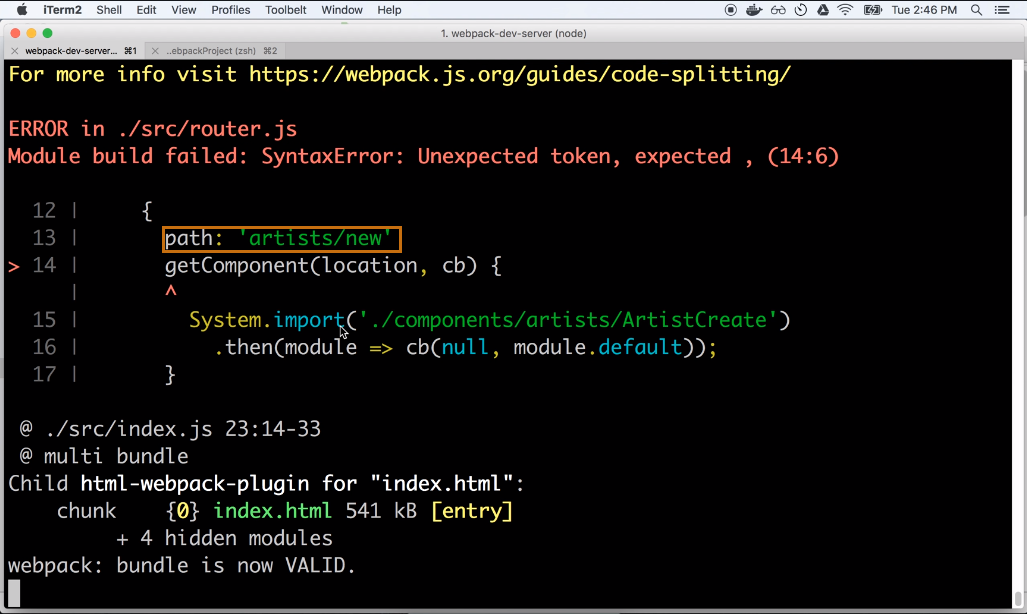 iTerm2 Shell Edit View Profiles Toolbelt Window Help Tue 2:46 PM
1. webpack-dev-server (node)
webpack-dev-server... ⌘1 ..ebpackProject (zsh) ⌘2
For more info visit https://webpack.js.org/guides/code-splitting/
ERROR in ./src/router.js
Module build failed: SyntaxError: Unexpected token, expected , (14:6)
12 | {
13 | path: 'artists/new'
> 14 | getComponent(location, cb) {
| ^
15 | System.import('./components/artists/ArtistCreate')
16 | .then(module => cb(null, module.default));
17 | }
@ ./src/index.js 23:14-33
@ multi bundle
Child html-webpack-plugin for "index.html":
chunk {0} index.html 541 kB [entry]
+ 4 hidden modules
webpack: bundle is now VALID.